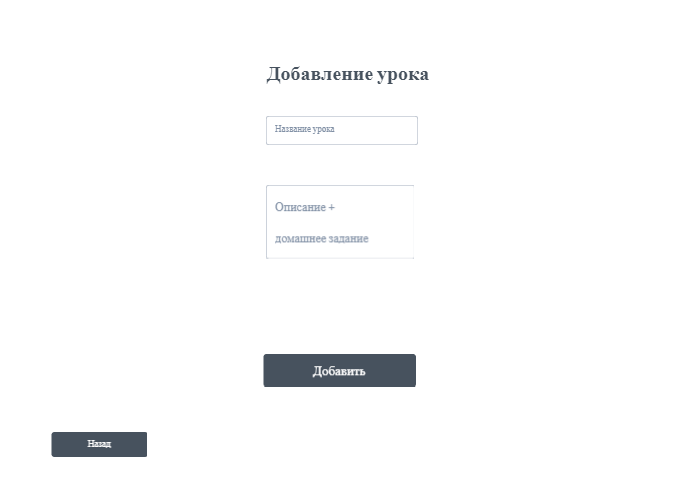 Добавление урока
Название урока
Описание +
домашнее задание
Добавить
Назад